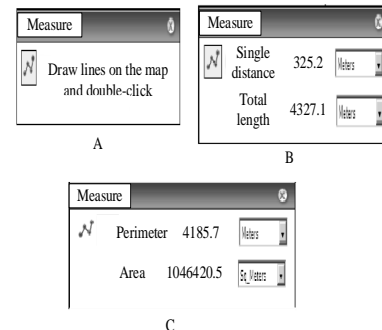 Measure
Draw lines on the map
and double-click
A
Measure
Single
distance 325.2 Meters
Total
length 4327.1 Meters
B
Measure
Perimeter 4185.7 Meters
Area 1046420.5 Sq_Meters
C